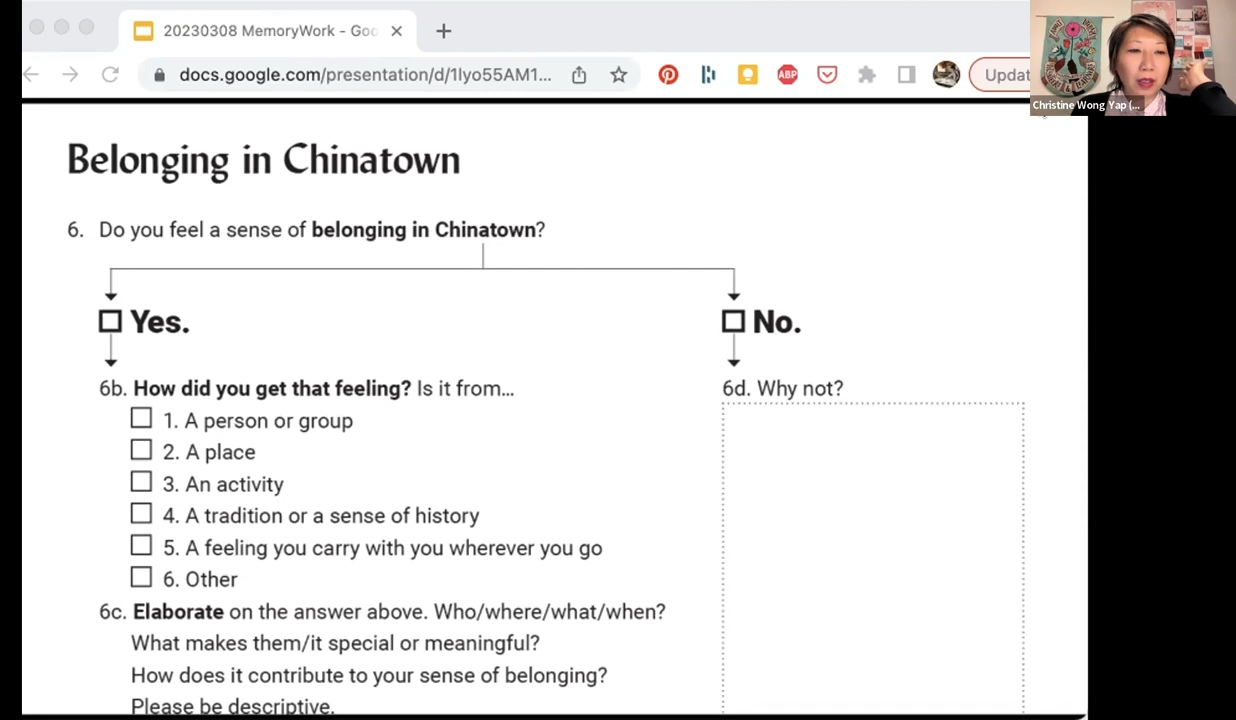 20230308 MemoryWork - Goo
docs.google.com/presentation/d/1Iyo55AM1...
ABP
Updat
Christine Wong Yap (...
Belonging in Chinatown
6. Do you feel a sense of belonging in Chinatown?
Yes.
No.
6b. How did you get that feeling? Is it from...
1. A person or group
2. A place
3. An activity
4. A tradition or a sense of history
5. A feeling you carry with you wherever you go
6. Other
6c. Elaborate on the answer above. Who/where/what/when?
What makes them/it special or meaningful?
How does it contribute to your sense of belonging?
Please be descriptive.
6d. Why not?